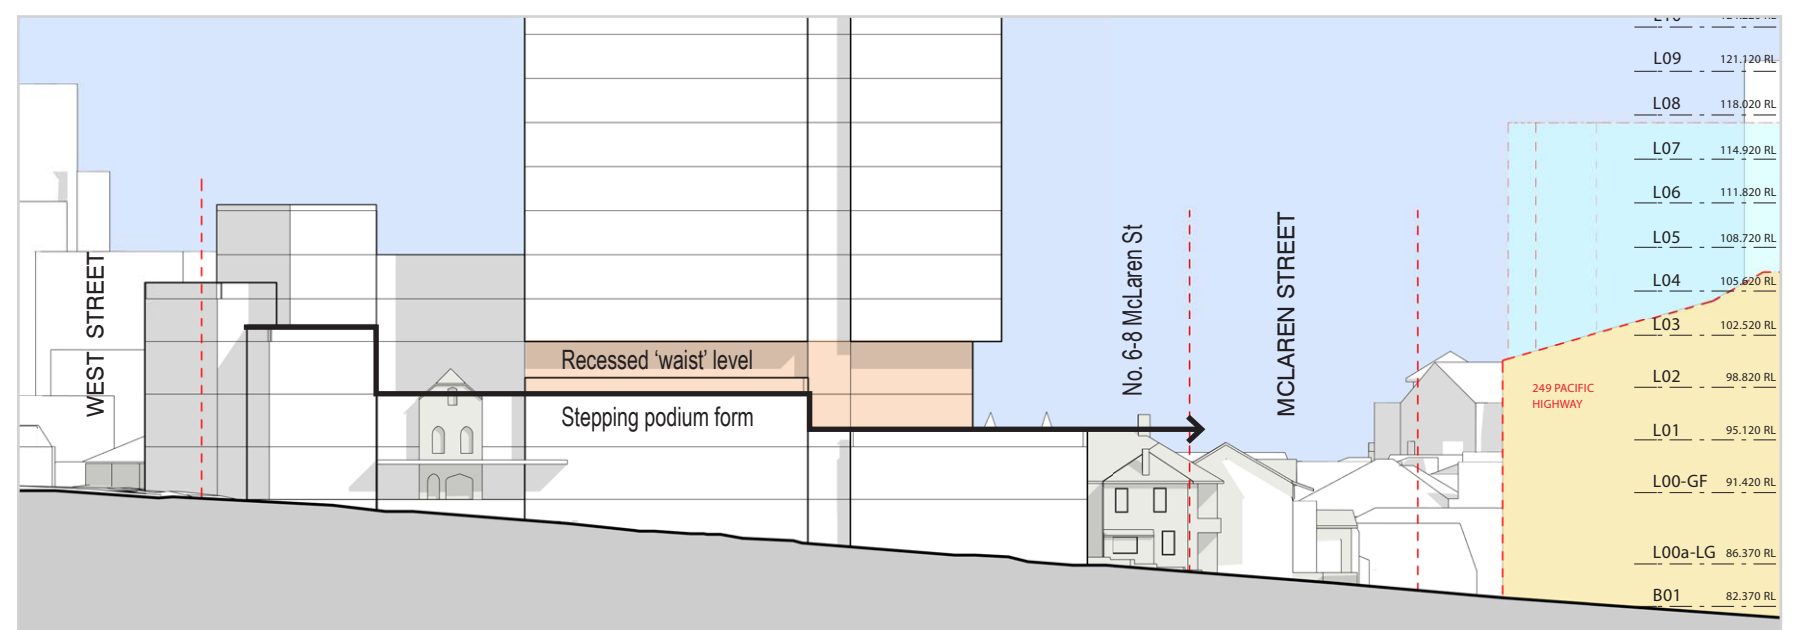 WEST STREET
Recessed ‘waist’ level
Stepping podium form
No. 6-8 McLaren St
MCLAREN STREET
249 PACIFIC
HIGHWAY
L09 121.120 RL
L08 118.020 RL
L07 114.920 RL
L06 111.820 RL
L05 108.720 RL
L04 105.620 RL
L03 102.520 RL
L02 98.820 RL
L01 95.120 RL
L00-GF 91.420 RL
L00a-LG 86.370 RL
B01 82.370 RL